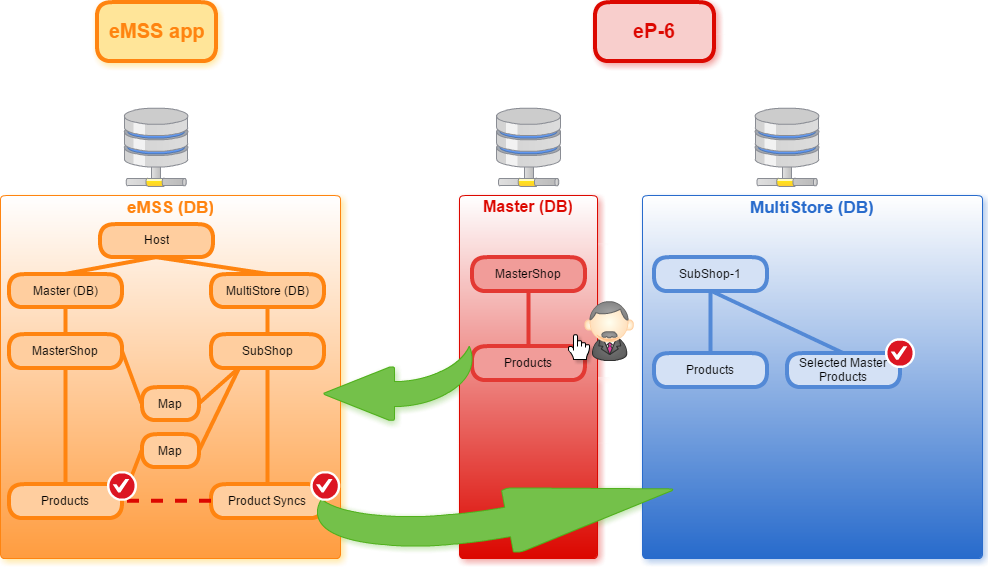 eMSS app
eP-6
eMSS (DB)
Host
Master (DB)
MultiStore (DB)
MasterShop
SubShop
Map
Map
Products
Product Syncs
Master (DB)
MasterShop
Products
MultiStore (DB)
SubShop-1
Products
Selected Master
Products